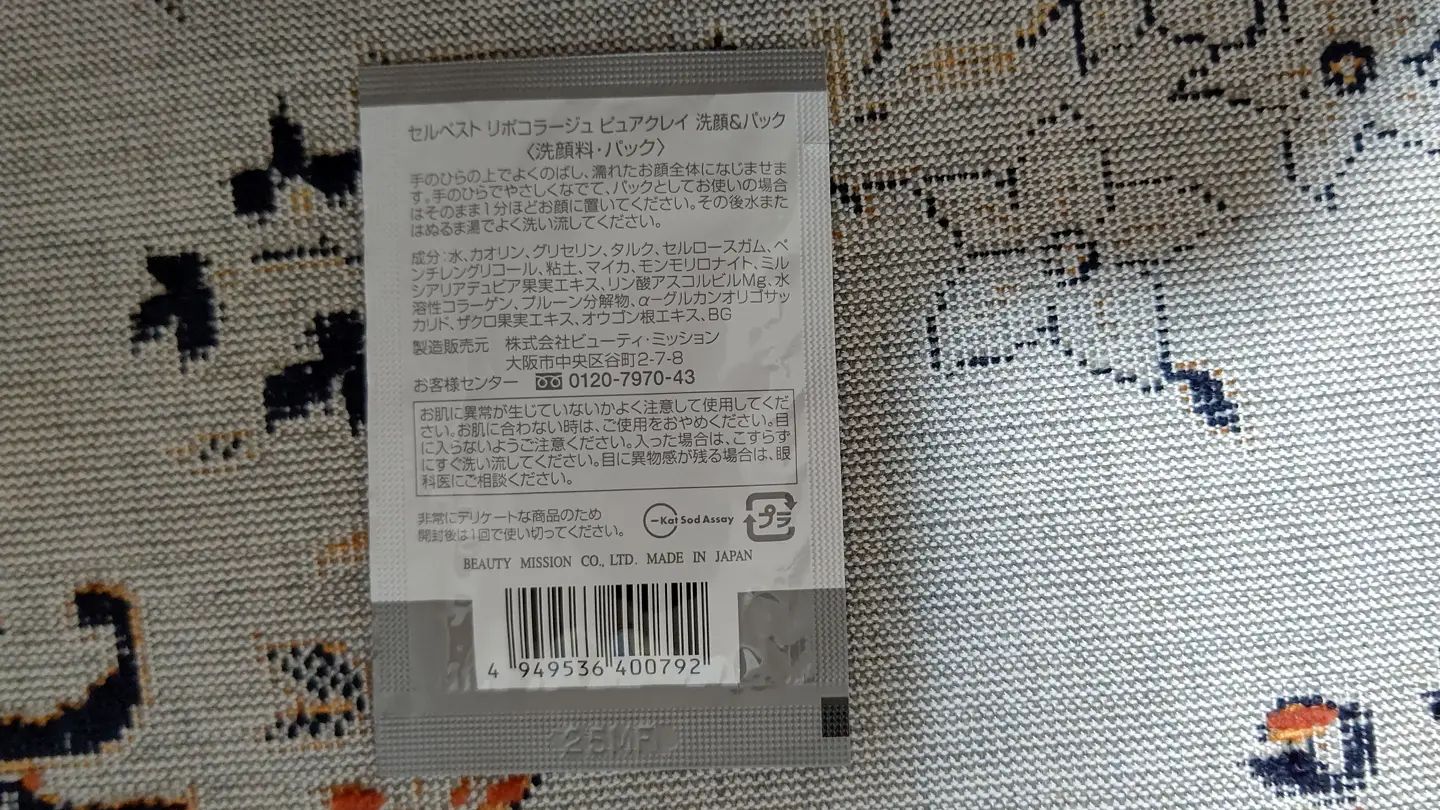 セルベスト リポコラージュ ピュアクレイ 洗顔&パック
〈洗顔料・パック〉
手のひらの上でよくのばし、濡れたお顔全体になじませま
す。手のひらでやさしくなでて、パックとしてお使いの場合
はそのまま1分ほどお顔に置いてください。その後水また
はぬるま湯でよく洗い流してください。
成分:水、カオリン、グリセリン、タルク、セルロースガム、ペ
ンチレングリコール、粘土、マイカ、モンモリロナイト、ミル
シアリアデュビア果実エキス、リン酸アスコルビルMg、水
溶性コラーゲン、プルーン分解物、α-グルカンオリゴサッ
カリド、ザクロ果実エキス、オウゴン根エキス、BG
製造販売元 株式会社ビューティ・ミッション
大阪市中央区谷町2-7-8
お客様センター 0120-7970-43
お肌に異常が生じていないかよく注意して使用してくだ
さい。お肌に合わない時は、ご使用をおやめください。目
に入らないようご注意ください。入った場合は、こすらず
にすぐ洗い流してください。目に異物感が残る場合は、眼
科医にご相談ください。
非常にデリケートな商品のため
開封後は1回で使い切ってください。
Kat Sod Assay
プラ
BEAUTY MISSION CO., LTD. MADE IN JAPAN
4 949536 400792
25MF